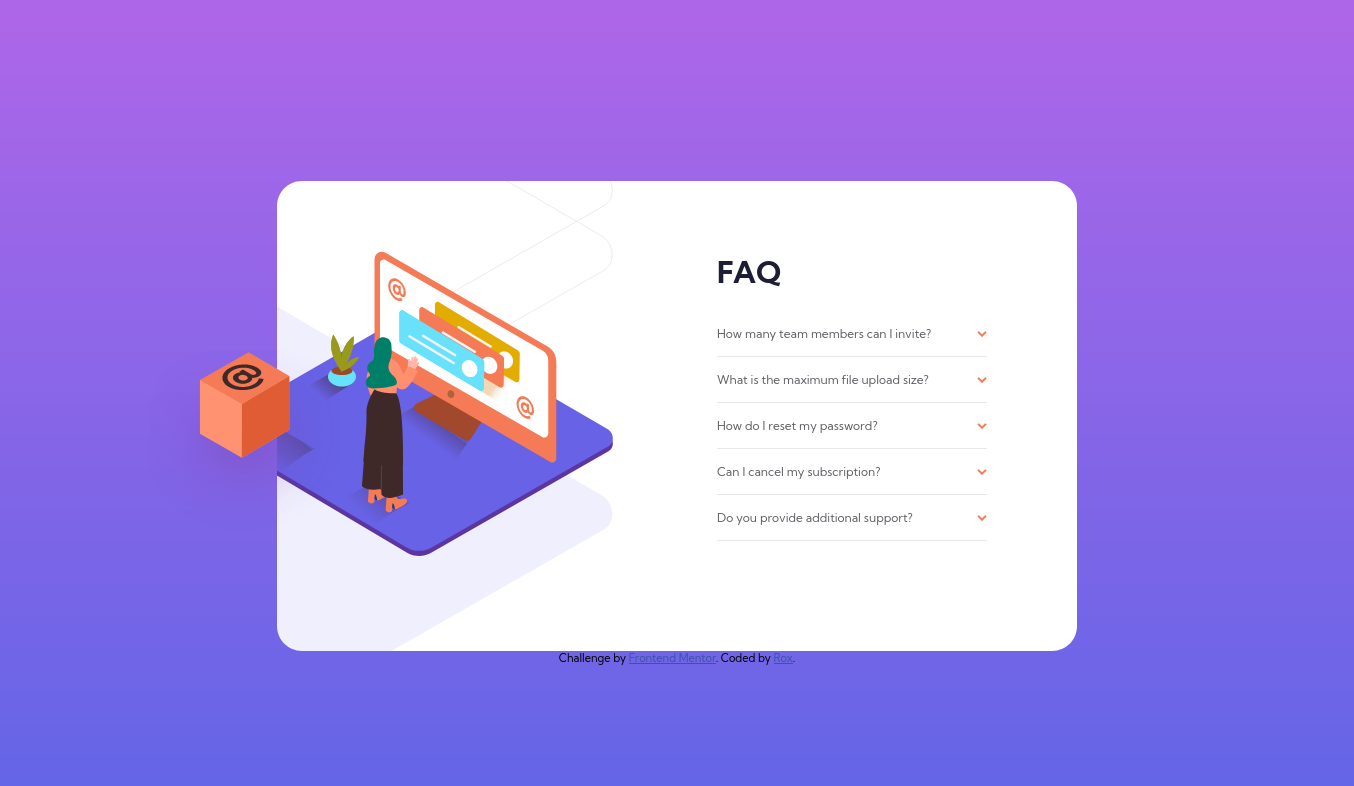 FAQ
How many team members can I invite?
What is the maximum file upload size?
How do I reset my password?
Can I cancel my subscription?
Do you provide additional support?
@
@
@
Challenge by Frontend Mentor. Coded by Rox.